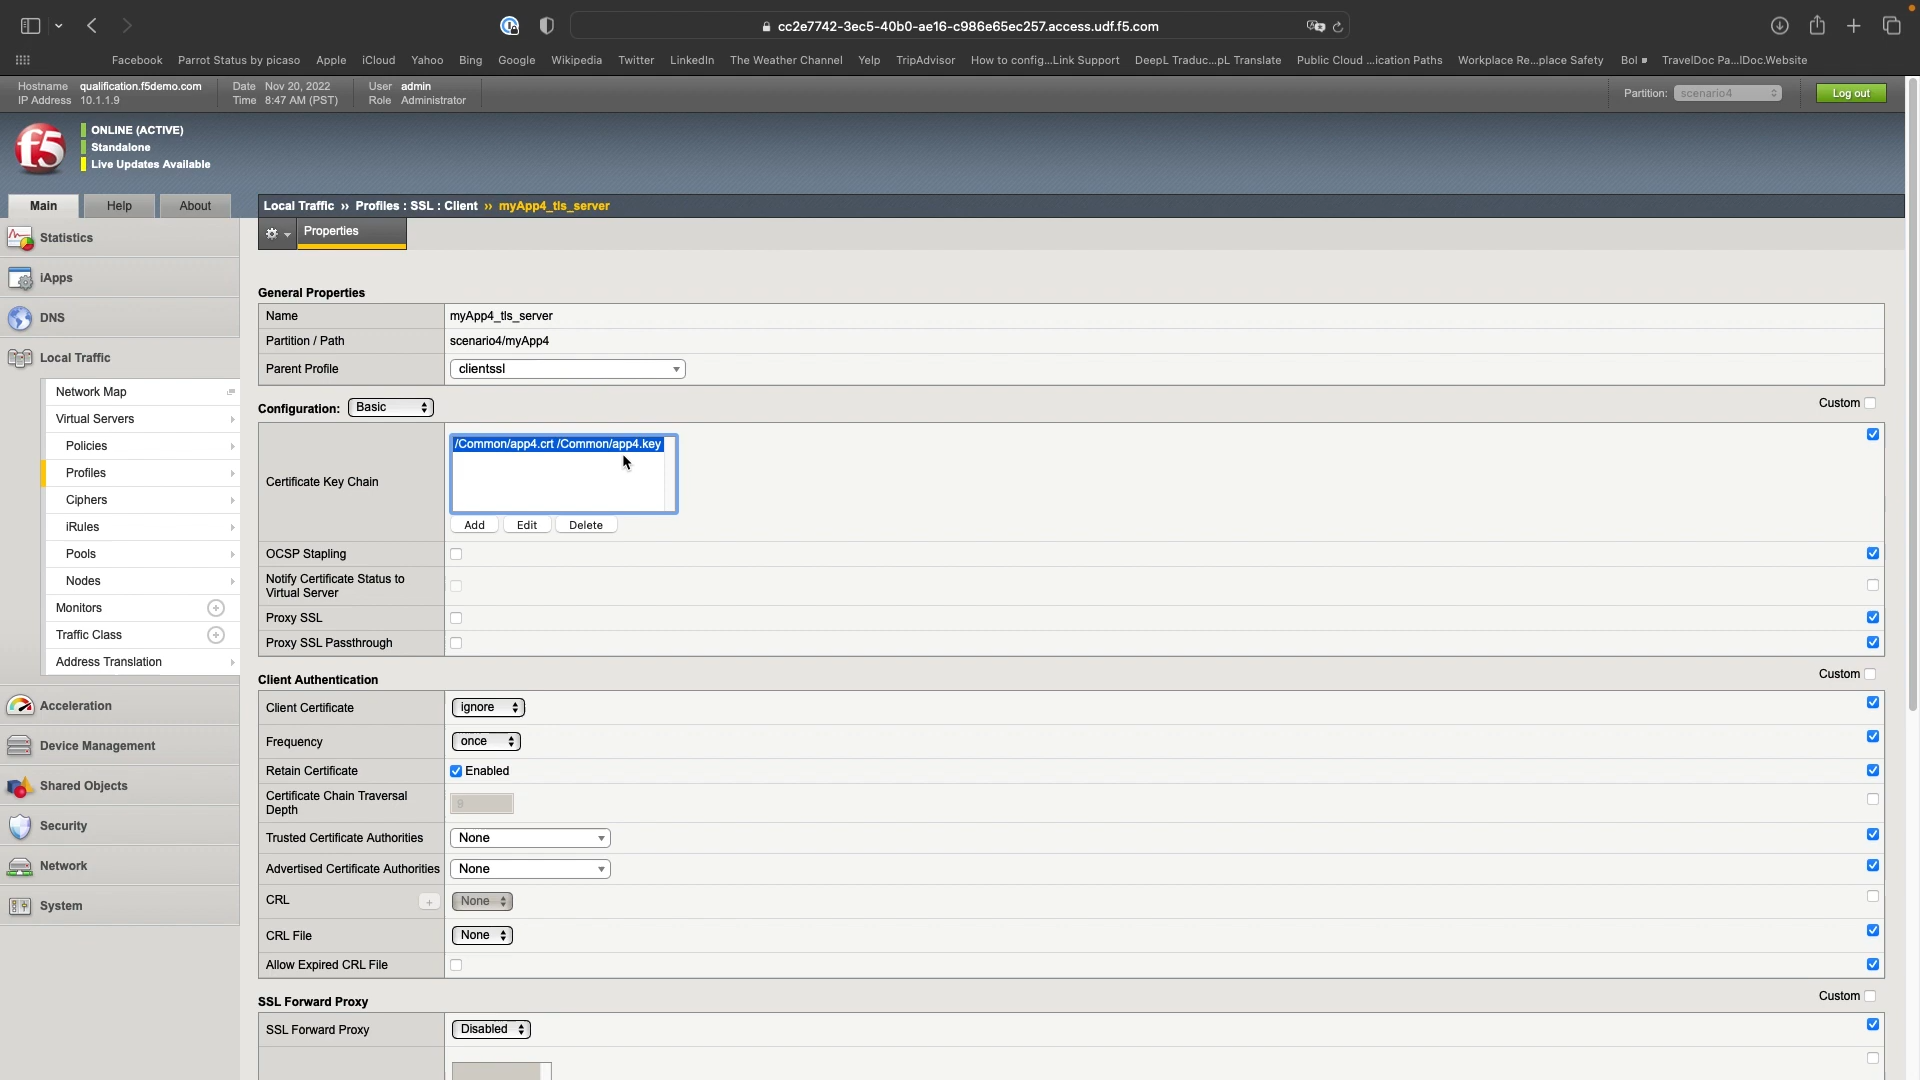 cc2e7742-3ec5-40b0-ae16-c986e65ec257.access.udf.f5.com
Facebook Parrot Status by picaso Apple iCloud Yahoo Bing Google Wikipedia Twitter LinkedIn The Weather Channel Yelp TripAdvisor How to config...Link Support DeepL Traduc...pL Translate Public Cloud ...ication Paths Workplace Re...place Safety Bol TravelDoc Pa...lDoc.Website
Hostname qualification.f5demo.com Date Nov 20, 2022 User admin
IP Address 10.1.1.9 Time 8:47 AM (PST) Role Administrator
Partition: scenario4 Log out
f5
ONLINE (ACTIVE)
Standalone
Live Updates Available
Main Help About
Local Traffic ›› Profiles : SSL : Client ›› myApp4_tls_server
Properties
Statistics
iApps
DNS
Local Traffic
Network Map
Virtual Servers
Policies
Profiles
Ciphers
iRules
Pools
Nodes
Monitors
Traffic Class
Address Translation
Acceleration
Device Management
Shared Objects
Security
Network
System
General Properties
Name myApp4_tls_server
Partition / Path scenario4/myApp4
Parent Profile clientssl
Configuration: Basic Custom
Certificate Key Chain /Common/app4.crt /Common/app4.key
Add Edit Delete
OCSP Stapling
Notify Certificate Status to
Virtual Server
Proxy SSL
Proxy SSL Passthrough
Client Authentication Custom
Client Certificate ignore
Frequency once
Retain Certificate Enabled
Certificate Chain Traversal
Depth 9
Trusted Certificate Authorities None
Advertised Certificate Authorities None
CRL + None
CRL File None
Allow Expired CRL File
SSL Forward Proxy Custom
SSL Forward Proxy Disabled